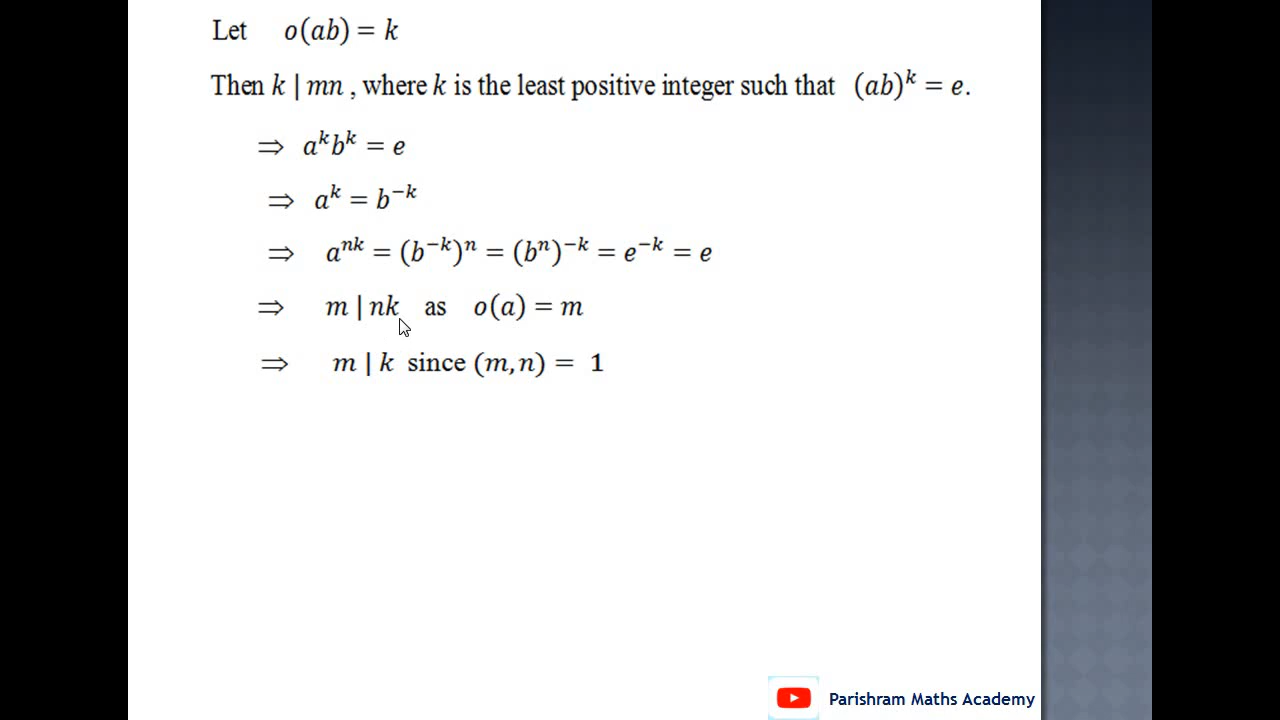 Let o(ab) = k
Then k | mn , where k is the least positive integer such that (ab)^k = e.
⇒ a^k b^k = e
⇒ a^k = b^{−k}
⇒ a^{nk} = (b^{−k})^n = (b^n)^{−k} = e^{−k} = e
⇒ m | nk as o(a) = m
⇒ m | k since (m, n) = 1
Parishram Maths Academy